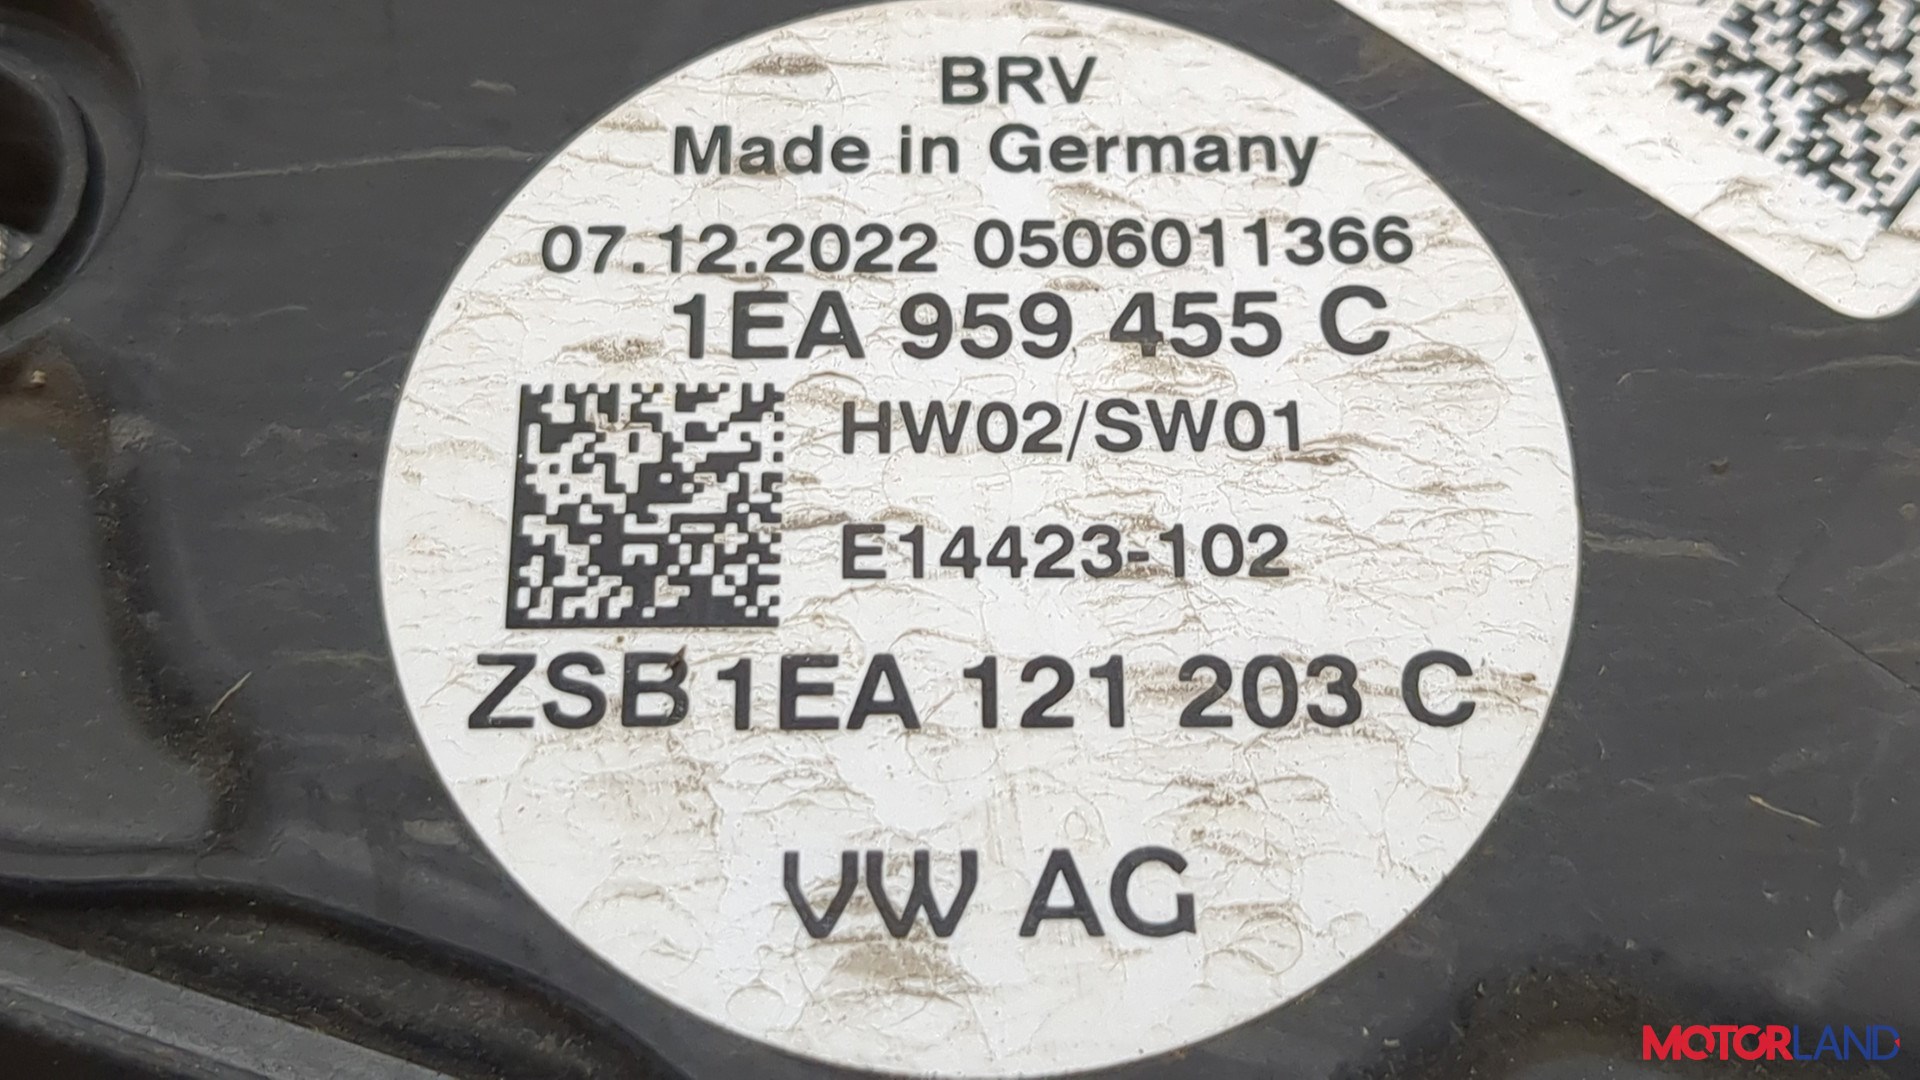 BRV
Made in Germany
07.12.2022 0506011366
1EA 959 455 C
HW02/SW01
E14423-102
ZSB 1EA 121 203 C
VW AG
MOTORLAND